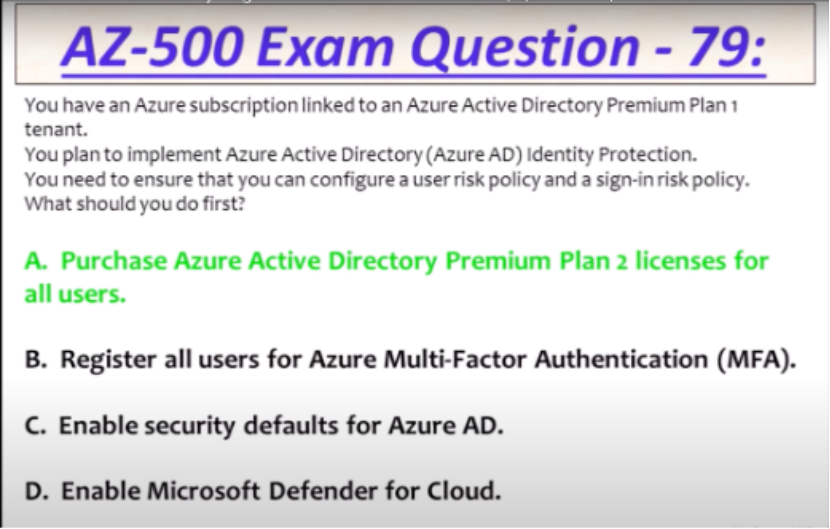 AZ-500 Exam Question - 79:
You have an Azure subscription linked to an Azure Active Directory Premium Plan 1
tenant.
You plan to implement Azure Active Directory (Azure AD) Identity Protection.
You need to ensure that you can configure a user risk policy and a sign-in risk policy.
What should you do first?
A. Purchase Azure Active Directory Premium Plan 2 licenses for
all users.
B. Register all users for Azure Multi-Factor Authentication (MFA).
C. Enable security defaults for Azure AD.
D. Enable Microsoft Defender for Cloud.